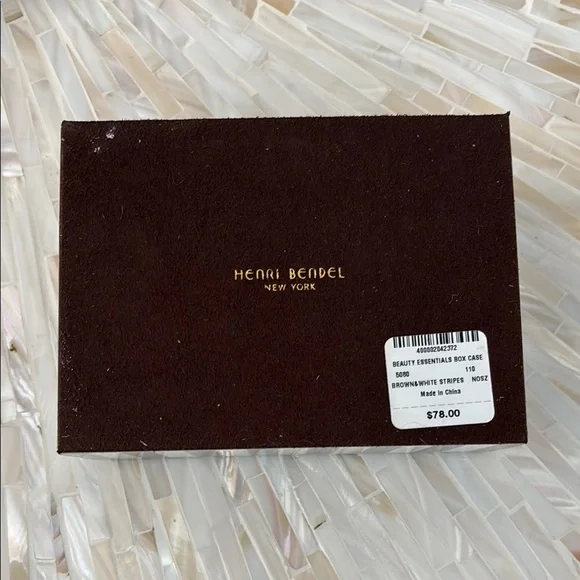 HENRI BENDEL
NEW YORK
400002042372
BEAUTY ESSENTIALS BOX CASE
5080 110
BROWN&WHITE STRIPES NOSZ
Made in China
$78.00